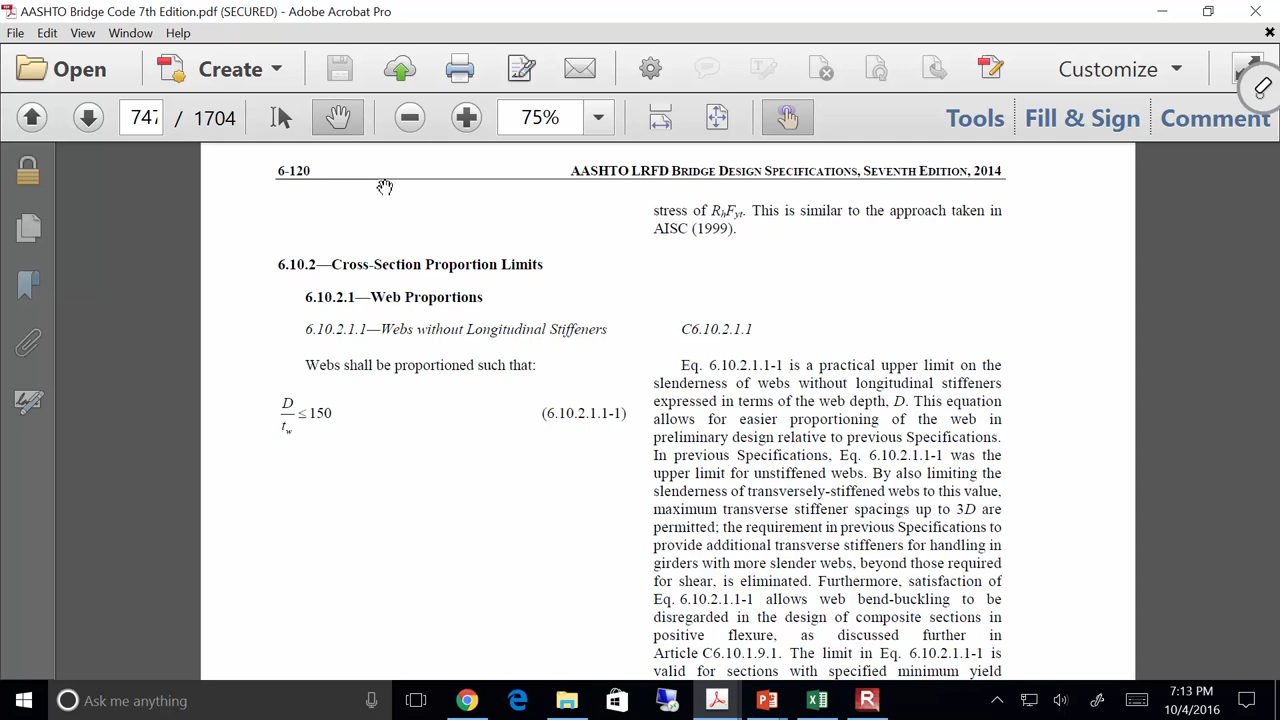 AASHTO Bridge Code 7th Edition.pdf (SECURED) - Adobe Acrobat Pro
File Edit View Window Help
Open Create Customize
747 / 1704 75% Tools Fill & Sign Comment
6-120 AASHTO LRFD BRIDGE DESIGN SPECIFICATIONS, SEVENTH EDITION, 2014
stress of RhFyt. This is similar to the approach taken in
AISC (1999).
6.10.2—Cross-Section Proportion Limits
6.10.2.1—Web Proportions
6.10.2.1.1—Webs without Longitudinal Stiffeners
Webs shall be proportioned such that:
D
— ≤ 150 (6.10.2.1.1-1)
tw
C6.10.2.1.1
Eq. 6.10.2.1.1-1 is a practical upper limit on the
slenderness of webs without longitudinal stiffeners
expressed in terms of the web depth, D. This equation
allows for easier proportioning of the web in
preliminary design relative to previous Specifications.
In previous Specifications, Eq. 6.10.2.1.1-1 was the
upper limit for unstiffened webs. By also limiting the
slenderness of transversely-stiffened webs to this value,
maximum transverse stiffener spacings up to 3D are
permitted; the requirement in previous Specifications to
provide additional transverse stiffeners for handling in
girders with more slender webs, beyond those required
for shear, is eliminated. Furthermore, satisfaction of
Eq. 6.10.2.1.1-1 allows web bend-buckling to be
disregarded in the design of composite sections in
positive flexure, as discussed further in
Article C6.10.1.9.1. The limit in Eq. 6.10.2.1.1-1 is
valid for sections with specified minimum yield
Ask me anything
7:13 PM
10/4/2016